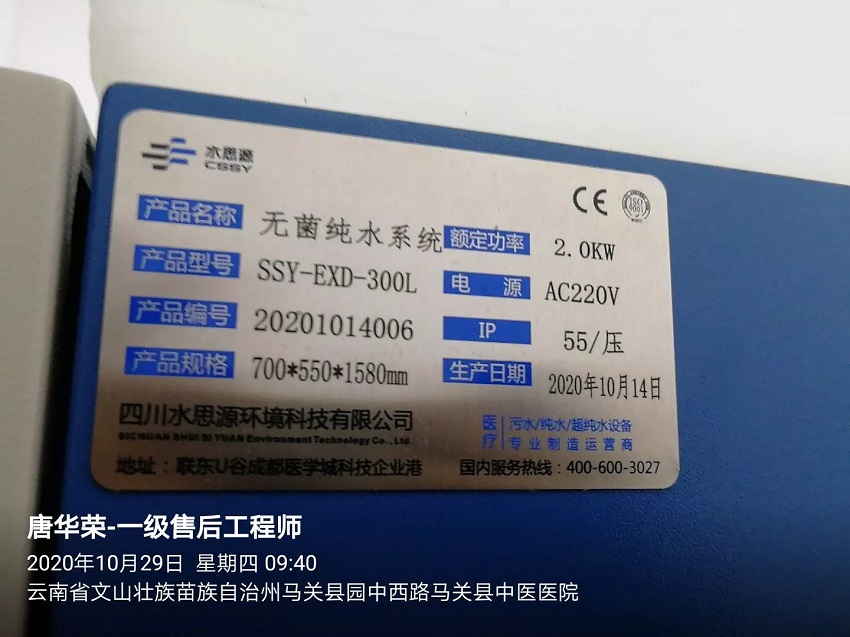 水思源
CSSY
CE
ISO
9001
产品名称 无菌纯水系统
额定功率 2.0KW
产品型号 SSY-EXD-300L
电 源 AC220V
产品编号 20201014006
IP 55/压
产品规格 700*550*1580mm
生产日期 2020年10月14日
四川水思源环境科技有限公司
SICHUAN SHUI SI YUAN Environment Technology Co., Ltd.
医疗 污水/纯水/超纯水设备
专业制造运营商
地址：联东U谷成都医学城科技企业港
国内服务热线：400-600-3027
唐华荣-一级售后工程师
2020年10月29日 星期四 09:40
云南省文山壮族苗族自治州马关县园中西路马关县中医医院